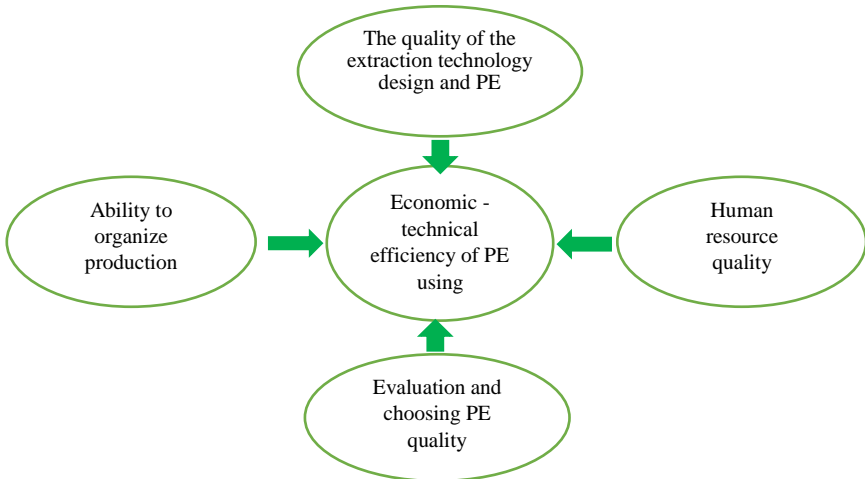 The quality of the
extraction technology
design and PE
Ability to
organize
production
Economic -
technical
efficiency of PE
using
Human
resource
quality
Evaluation and
choosing PE
quality